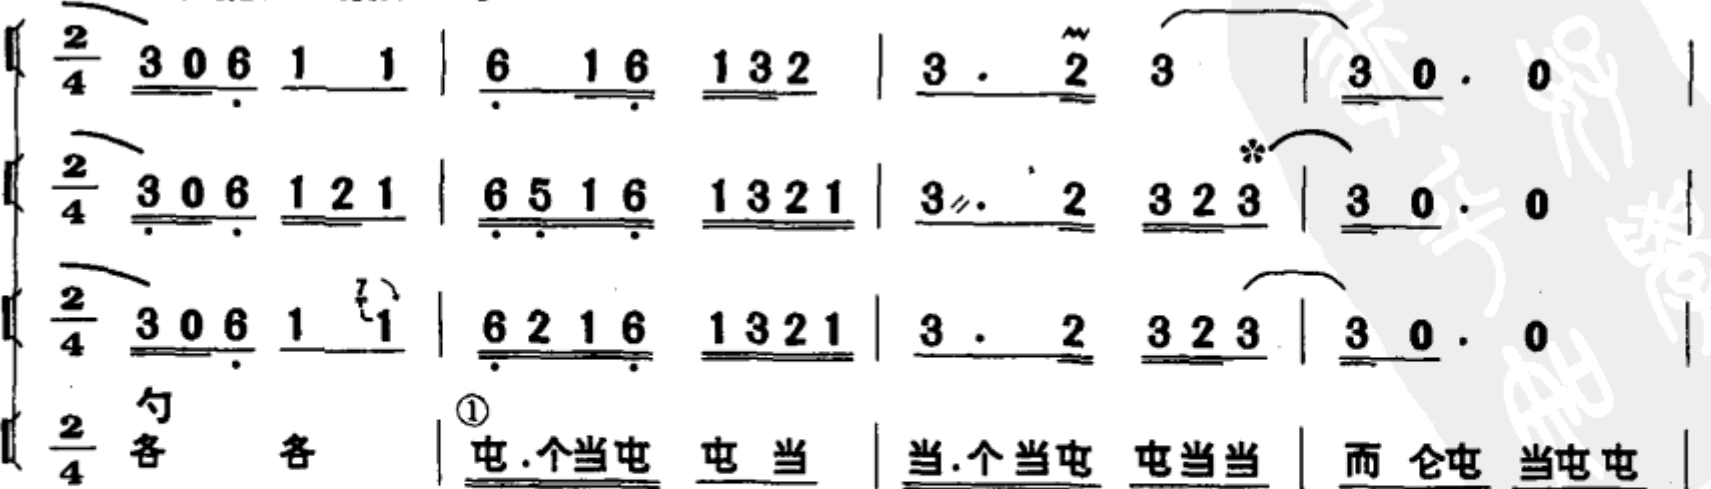 2/4 3 0 6 1 1 | 6 1 6 1 3 2 | 3 . 2 3 | 3 0 . 0 |
2/4 3 0 6 1 2 1 | 6 5 1 6 1 3 2 1 | 3 . 2 3 2 3 | 3 0 . 0 |
2/4 3 0 6 1 7 1 | 6 2 1 6 1 3 2 1 | 3 . 2 3 2 3 | 3 0 . 0 |
勺
2/4 各 各 | ① 屯.个当屯 屯 当 | 当.个当屯 屯当当 | 而 仑屯 当屯屯 |